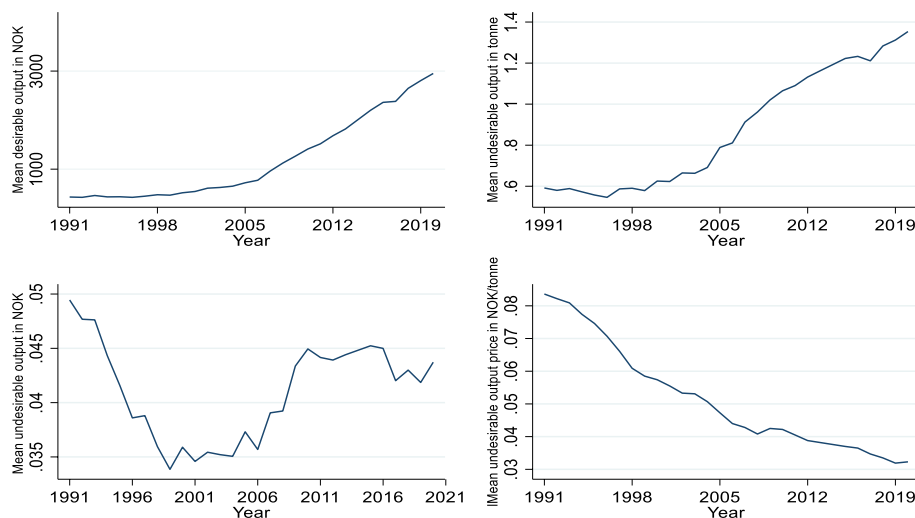 Mean desirable output in NOK
3000
1000
1991 1998 2005 2012 2019
Year
Mean undesirable output in tonne
1.4
1.2
1
.8
.6
1991 1998 2005 2012 2019
Year
Mean undesirable output in NOK
.05
.045
.04
.035
1991 1996 2001 2006 2011 2016 2021
Year
lMean undesirable output price in NOK/tonne
.08
.07
.06
.05
.04
.03
1991 1998 2005 2012 2019
Year